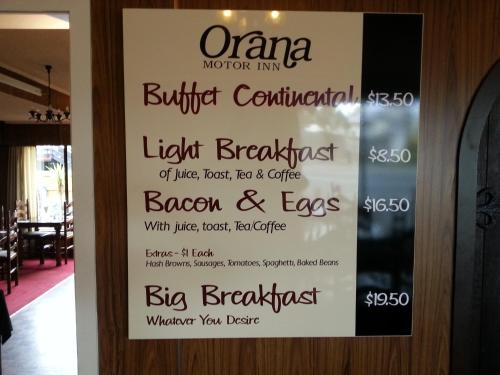 Orana
MOTOR INN
Buffet Continental $13.50
Light Breakfast $8.50
of Juice, Toast, Tea & Coffee
Bacon & Eggs $16.50
With juice, toast, Tea/Coffee
Extras - $1 Each
Hash Browns, Sausages, Tomatoes, Spaghetti, Baked Beans
Big Breakfast $19.50
Whatever You Desire